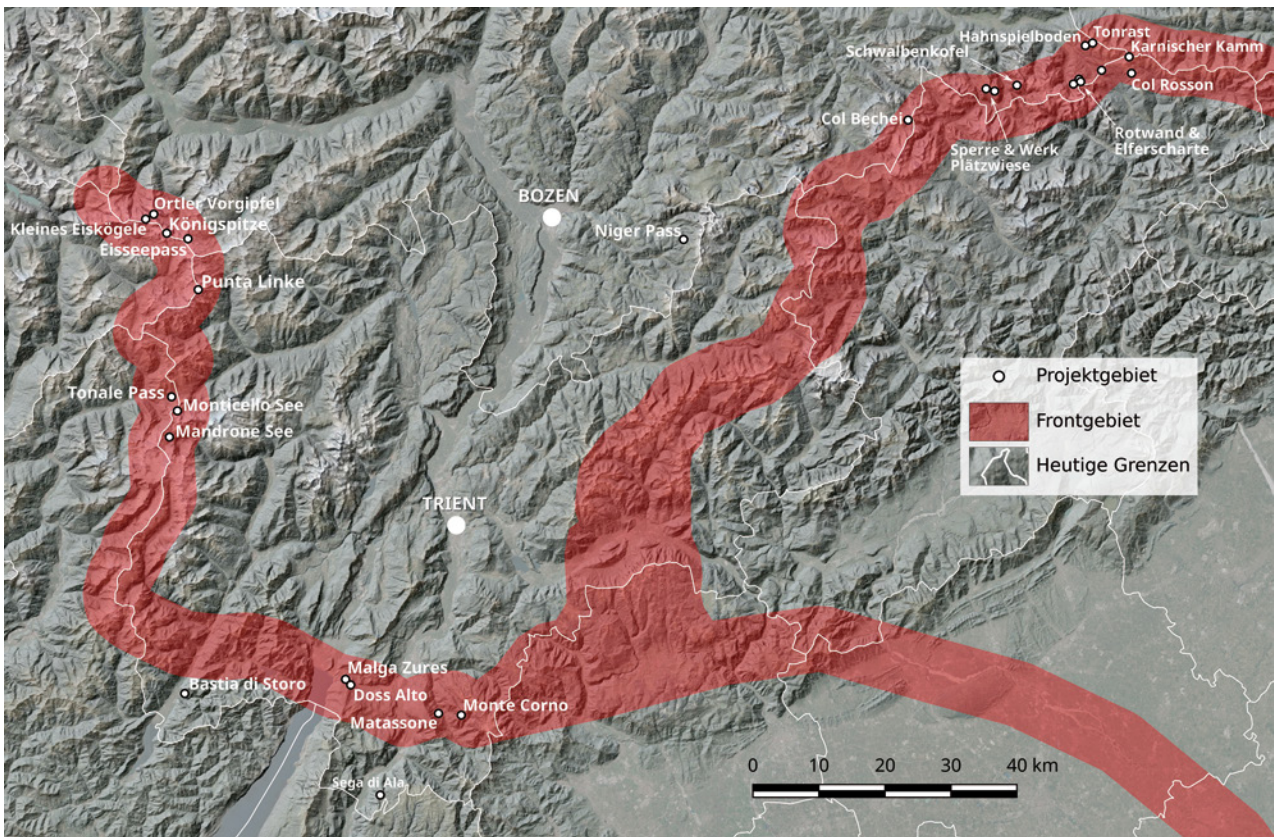 Hahnspielboden
Tonrast
Schwalbenkofel
Karnischer Kamm
Col Rosson
Col Bechei
Rotwand &
Elferscharte
Sperre & Werk
Plätzwiese
BOZEN
Ortler Vorgipfel
Kleines Eiskögele
Königspitze
Eisseepass
Niger Pass
Punta Linke
Projektgebiet
Frontgebiet
Heutige Grenzen
Tonale Pass
Monticello See
Mandrone See
TRIENT
Malga Zures
Bastia di Storo
Doss Alto
Matassone
Monte Corno
Sega di Ala
0 10 20 30 40 km